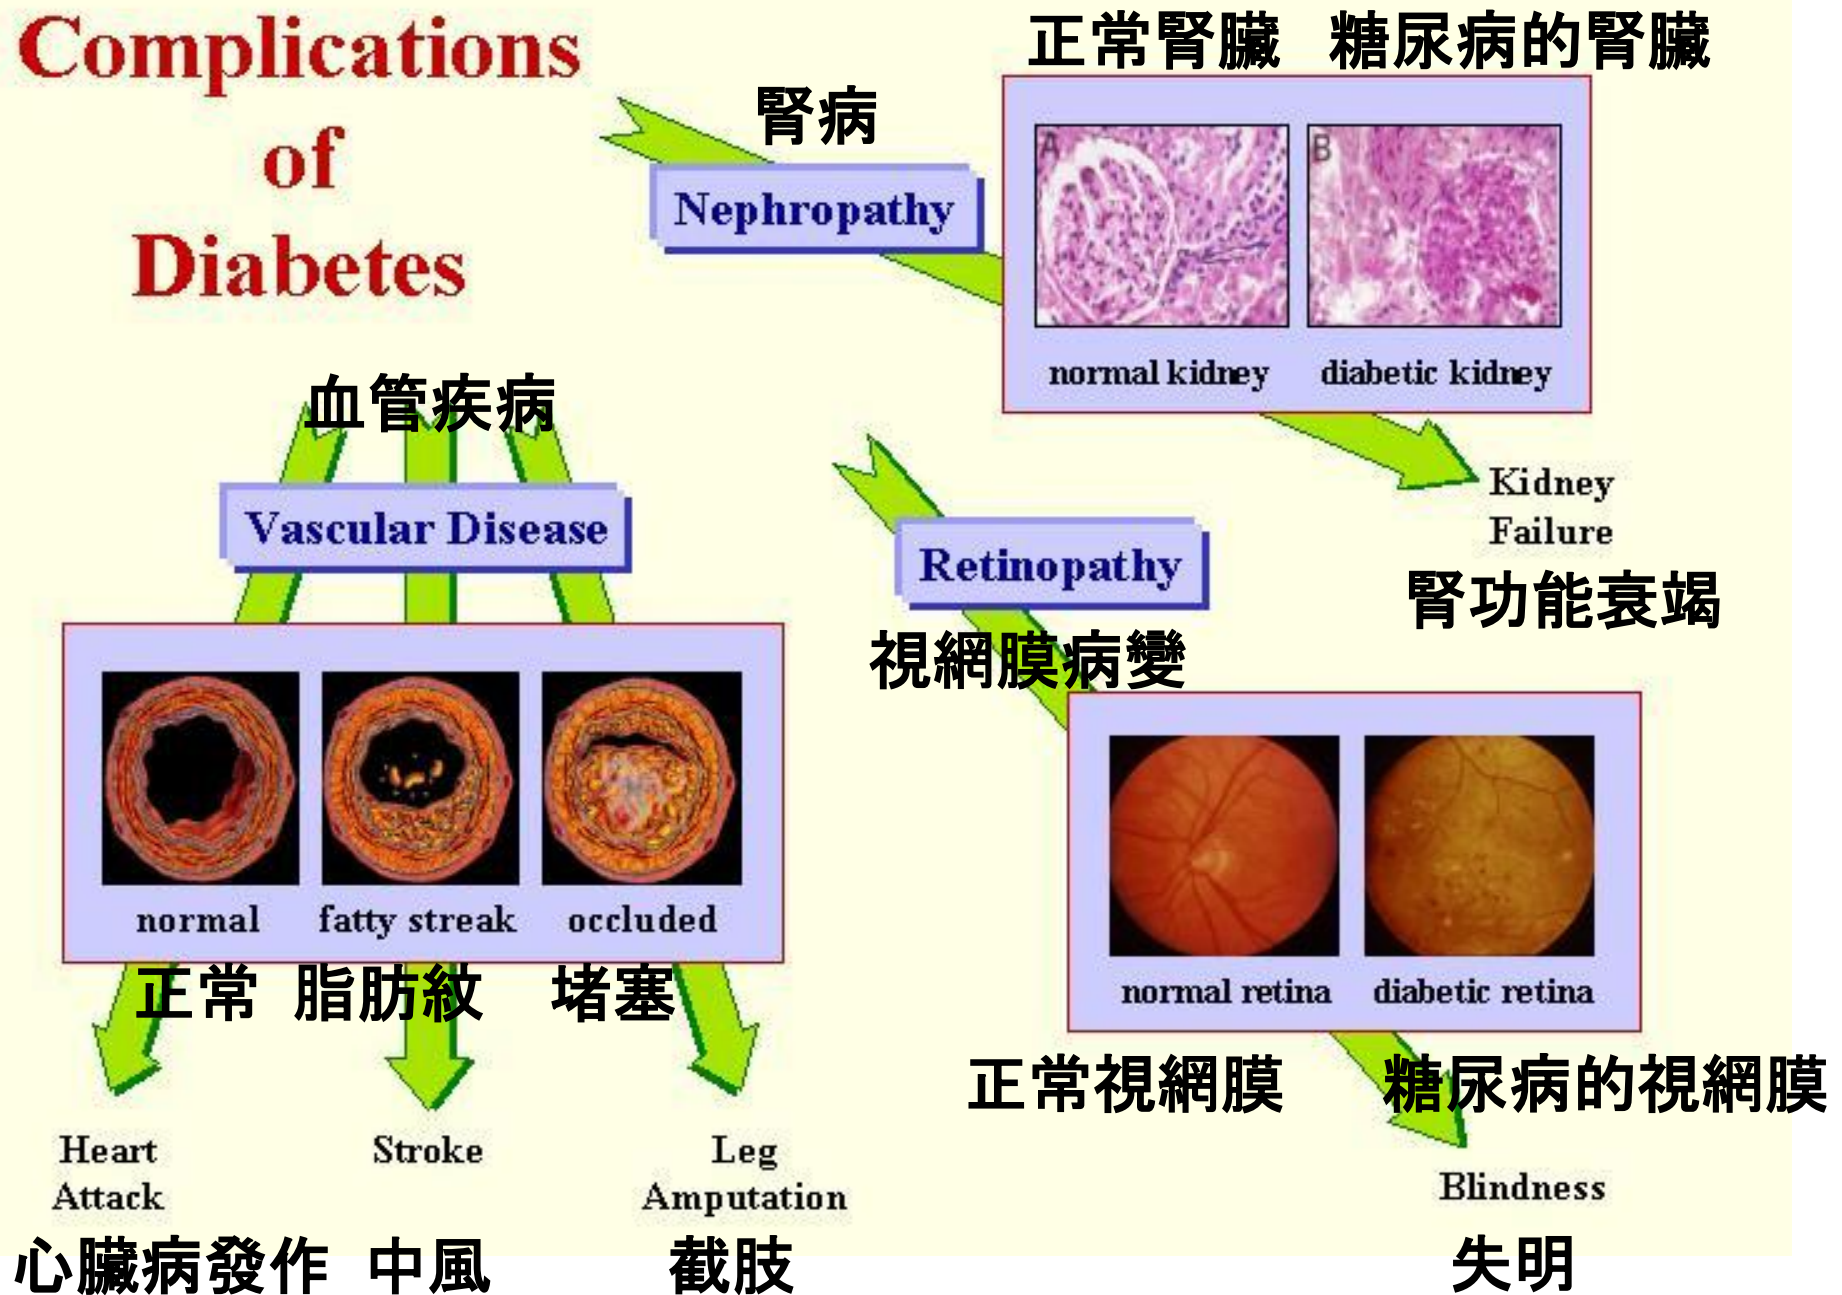 Complications
of
Diabetes
正常腎臟 糖尿病的腎臟
腎病
Nephropathy
A
B
normal kidney
diabetic kidney
Kidney
Failure
腎功能衰竭
血管疾病
Vascular Disease
normal
fatty streak
occluded
正常 脂肪紋 堵塞
Heart
Attack
心臟病發作
Stroke
中風
Leg
Amputation
截肢
Retinopathy
視網膜病變
normal retina
diabetic retina
正常視網膜
糖尿病的視網膜
Blindness
失明